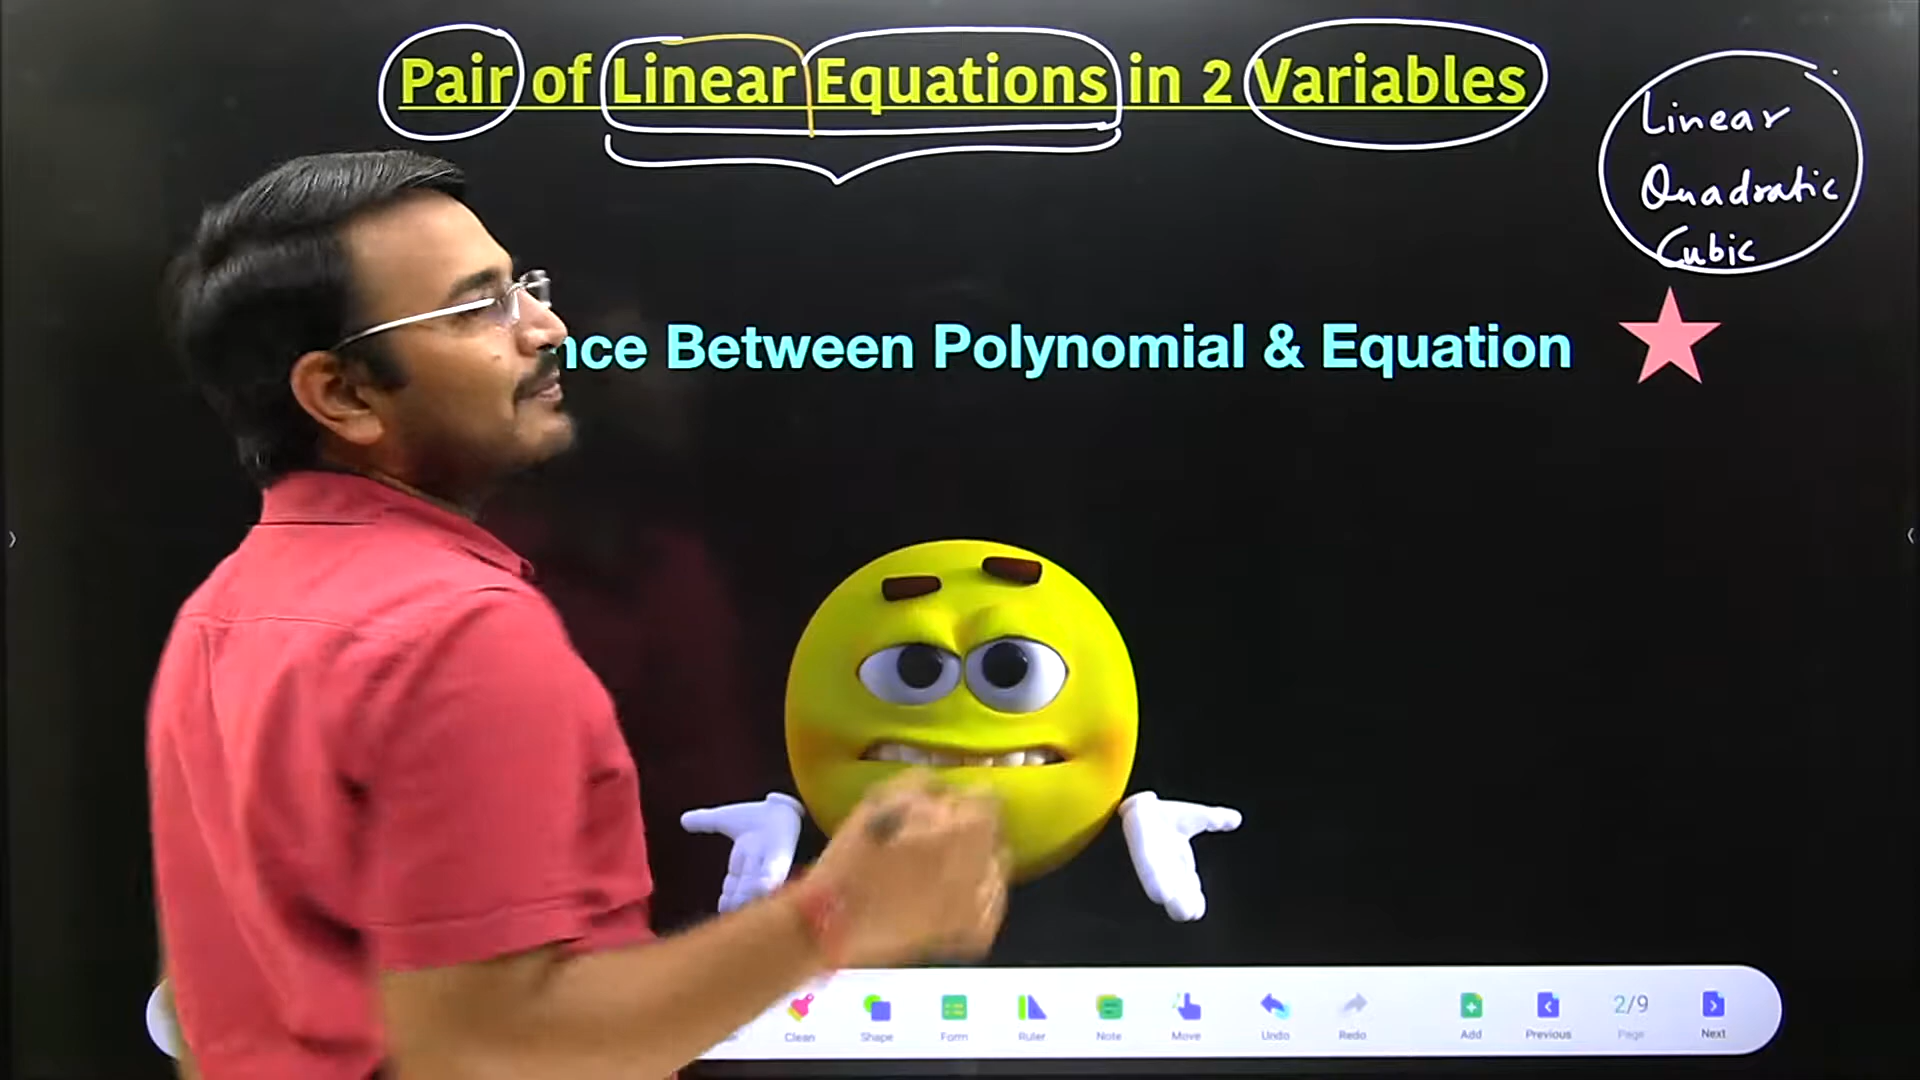 Pair of Linear Equations in 2 Variables
Linear
Quadratic
Cubic
nce Between Polynomial & Equation
Clean Shape Form Ruler Note Move Undo Redo Add Previous 2/9 Page Next